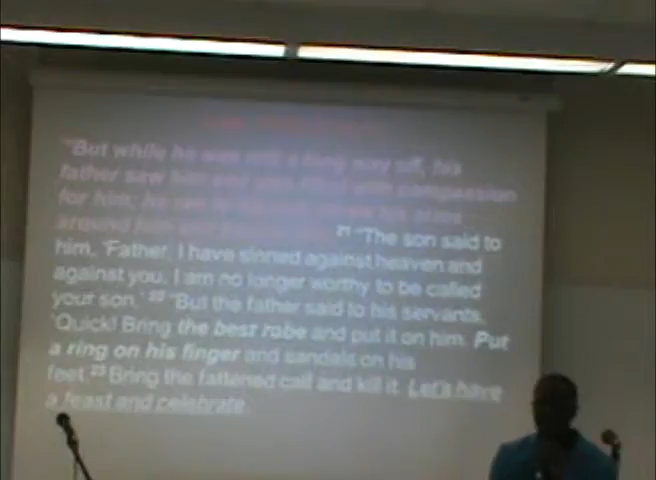 "But while he was still a long way off, his
father saw him and was filled with compassion
for him; he ran to his son, threw his arms
around him and
²¹ "The son said to
him, 'Father, I have sinned against heaven and
against you. I am no longer worthy to be called
your son.' ²² "But the father said to his servants,
'Quick! Bring the best robe and put it on him. Put
a ring on his finger and sandals on his
feet. ²³ Bring the fattened calf and kill it. Let's have
a feast and celebrate.